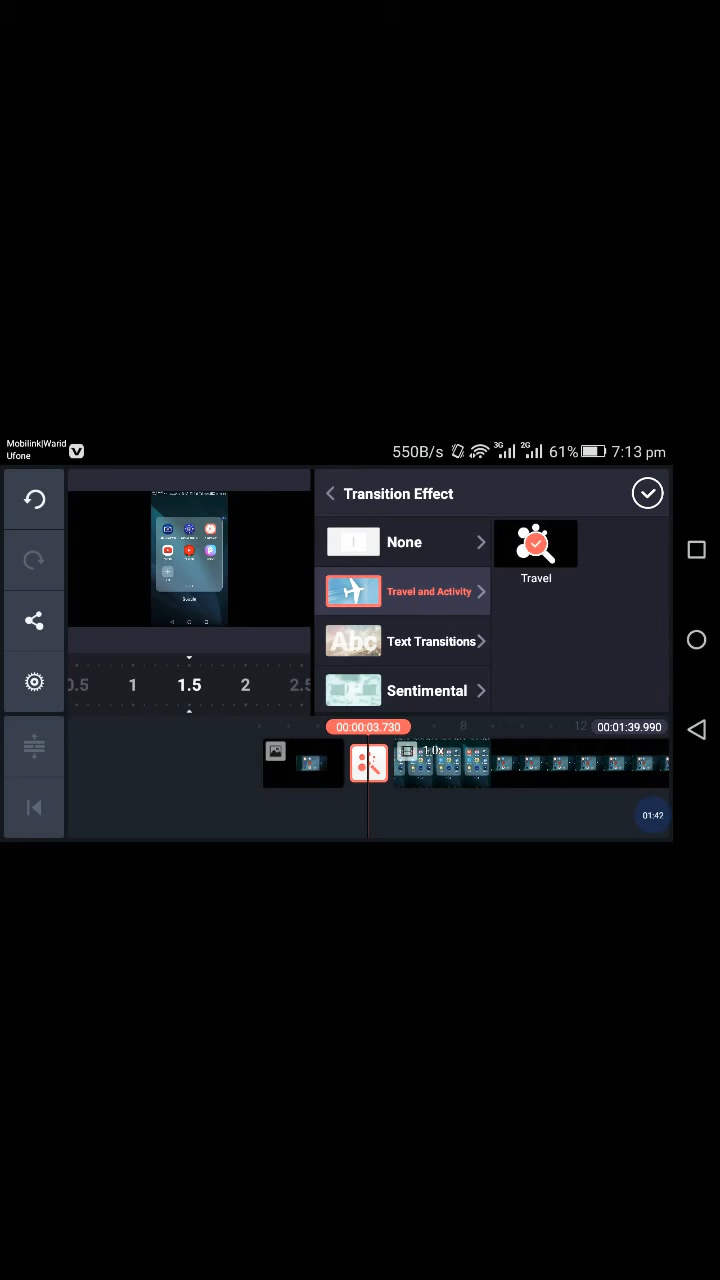 Mobilink|Warid
Ufone
550B/s 3G 2G 61% 7:13 pm
Transition Effect
None
Travel
Travel and Activity
Abc Text Transitions
Sentimental
0.5 1 1.5 2 2.5
00:00:03.730 8 12 00:01:39.990
1.0x
01:42